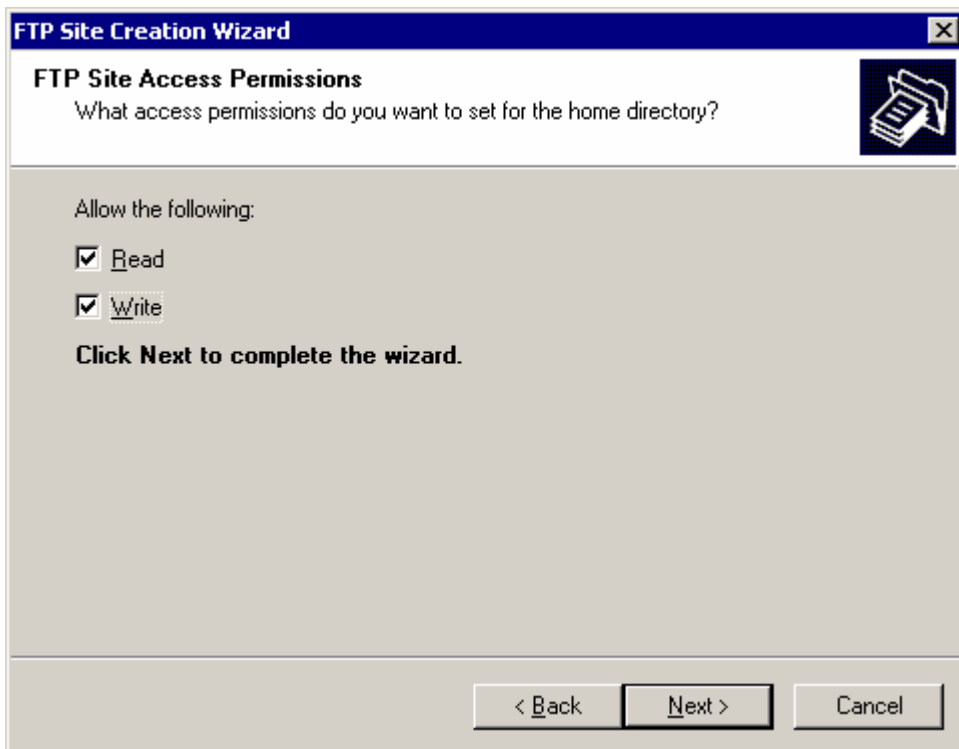 FTP Site Creation Wizard
FTP Site Access Permissions
What access permissions do you want to set for the home directory?
Allow the following:
Read
Write
Click Next to complete the wizard.
< Back Next > Cancel